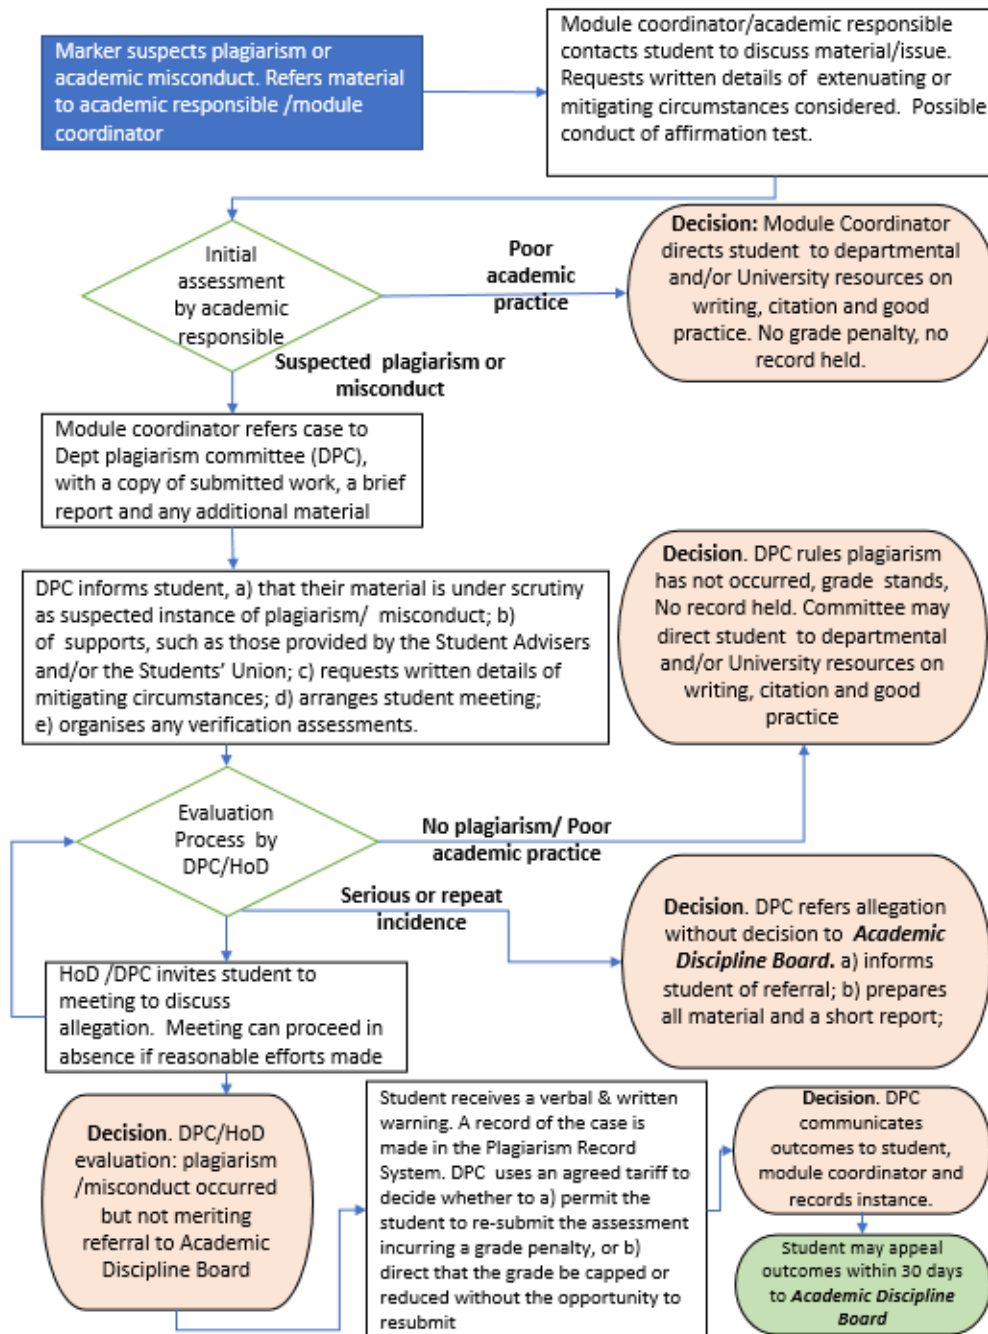 Marker suspects plagiarism or
academic misconduct. Refers material
to academic responsible /module
coordinator
Module coordinator/academic responsible
contacts student to discuss material/issue.
Requests written details of extenuating or
mitigating circumstances considered. Possible
conduct of affirmation test.
Initial
assessment
by academic
responsible
Poor
academic
practice
Decision: Module Coordinator
directs student to departmental
and/or University resources on
writing, citation and good
practice. No grade penalty, no
record held.
Suspected plagiarism or
misconduct
Module coordinator refers case to
Dept plagiarism committee (DPC),
with a copy of submitted work, a brief
report and any additional material
DPC informs student, a) that their material is under scrutiny
as suspected instance of plagiarism/ misconduct; b)
of supports, such as those provided by the Student Advisers
and/or the Students' Union; c) requests written details of
mitigating circumstances; d) arranges student meeting;
e) organises any verification assessments.
Decision. DPC rules plagiarism
has not occurred, grade stands,
No record held. Committee may
direct student to departmental
and/or University resources on
writing, citation and good
practice
Evaluation
Process by
DPC/HoD
No plagiarism/ Poor
academic practice
Serious or repeat
incidence
Decision. DPC refers allegation
without decision to Academic
Discipline Board. a) informs
student of referral; b) prepares
all material and a short report;
HoD /DPC invites student to
meeting to discuss
allegation. Meeting can proceed in
absence if reasonable efforts made
Decision. DPC/HoD
evaluation: plagiarism
/misconduct occurred
but not meriting
referral to Academic
Discipline Board
Student receives a verbal & written
warning. A record of the case is
made in the Plagiarism Record
System. DPC uses an agreed tariff to
decide whether to a) permit the
student to re-submit the assessment
incurring a grade penalty, or b)
direct that the grade be capped or
reduced without the opportunity to
resubmit
Decision. DPC
communicates
outcomes to student,
module coordinator and
records instance.
Student may appeal
outcomes within 30 days
to Academic Discipline
Board